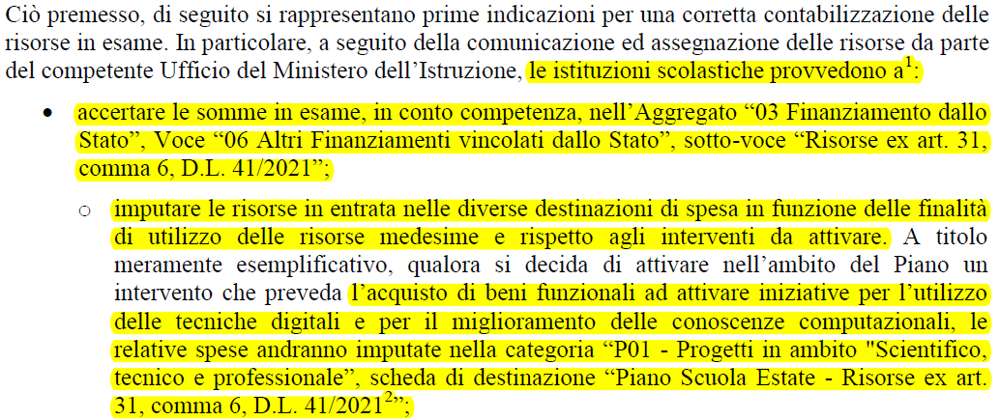 Ciò premesso, di seguito si rappresentano prime indicazioni per una corretta contabilizzazione delle
risorse in esame. In particolare, a seguito della comunicazione ed assegnazione delle risorse da parte
del competente Ufficio del Ministero dell’Istruzione, le istituzioni scolastiche provvedono a1:
• accertare le somme in esame, in conto competenza, nell’Aggregato “03 Finanziamento dallo
Stato”, Voce “06 Altri Finanziamenti vincolati dallo Stato”, sotto-voce “Risorse ex art. 31,
comma 6, D.L. 41/2021”;
o imputare le risorse in entrata nelle diverse destinazioni di spesa in funzione delle finalità
di utilizzo delle risorse medesime e rispetto agli interventi da attivare. A titolo
meramente esemplificativo, qualora si decida di attivare nell’ambito del Piano un
intervento che preveda l’acquisto di beni funzionali ad attivare iniziative per l’utilizzo
delle tecniche digitali e per il miglioramento delle conoscenze computazionali, le
relative spese andranno imputate nella categoria “P01 - Progetti in ambito "Scientifico,
tecnico e professionale”, scheda di destinazione “Piano Scuola Estate - Risorse ex art.
31, comma 6, D.L. 41/20212”;